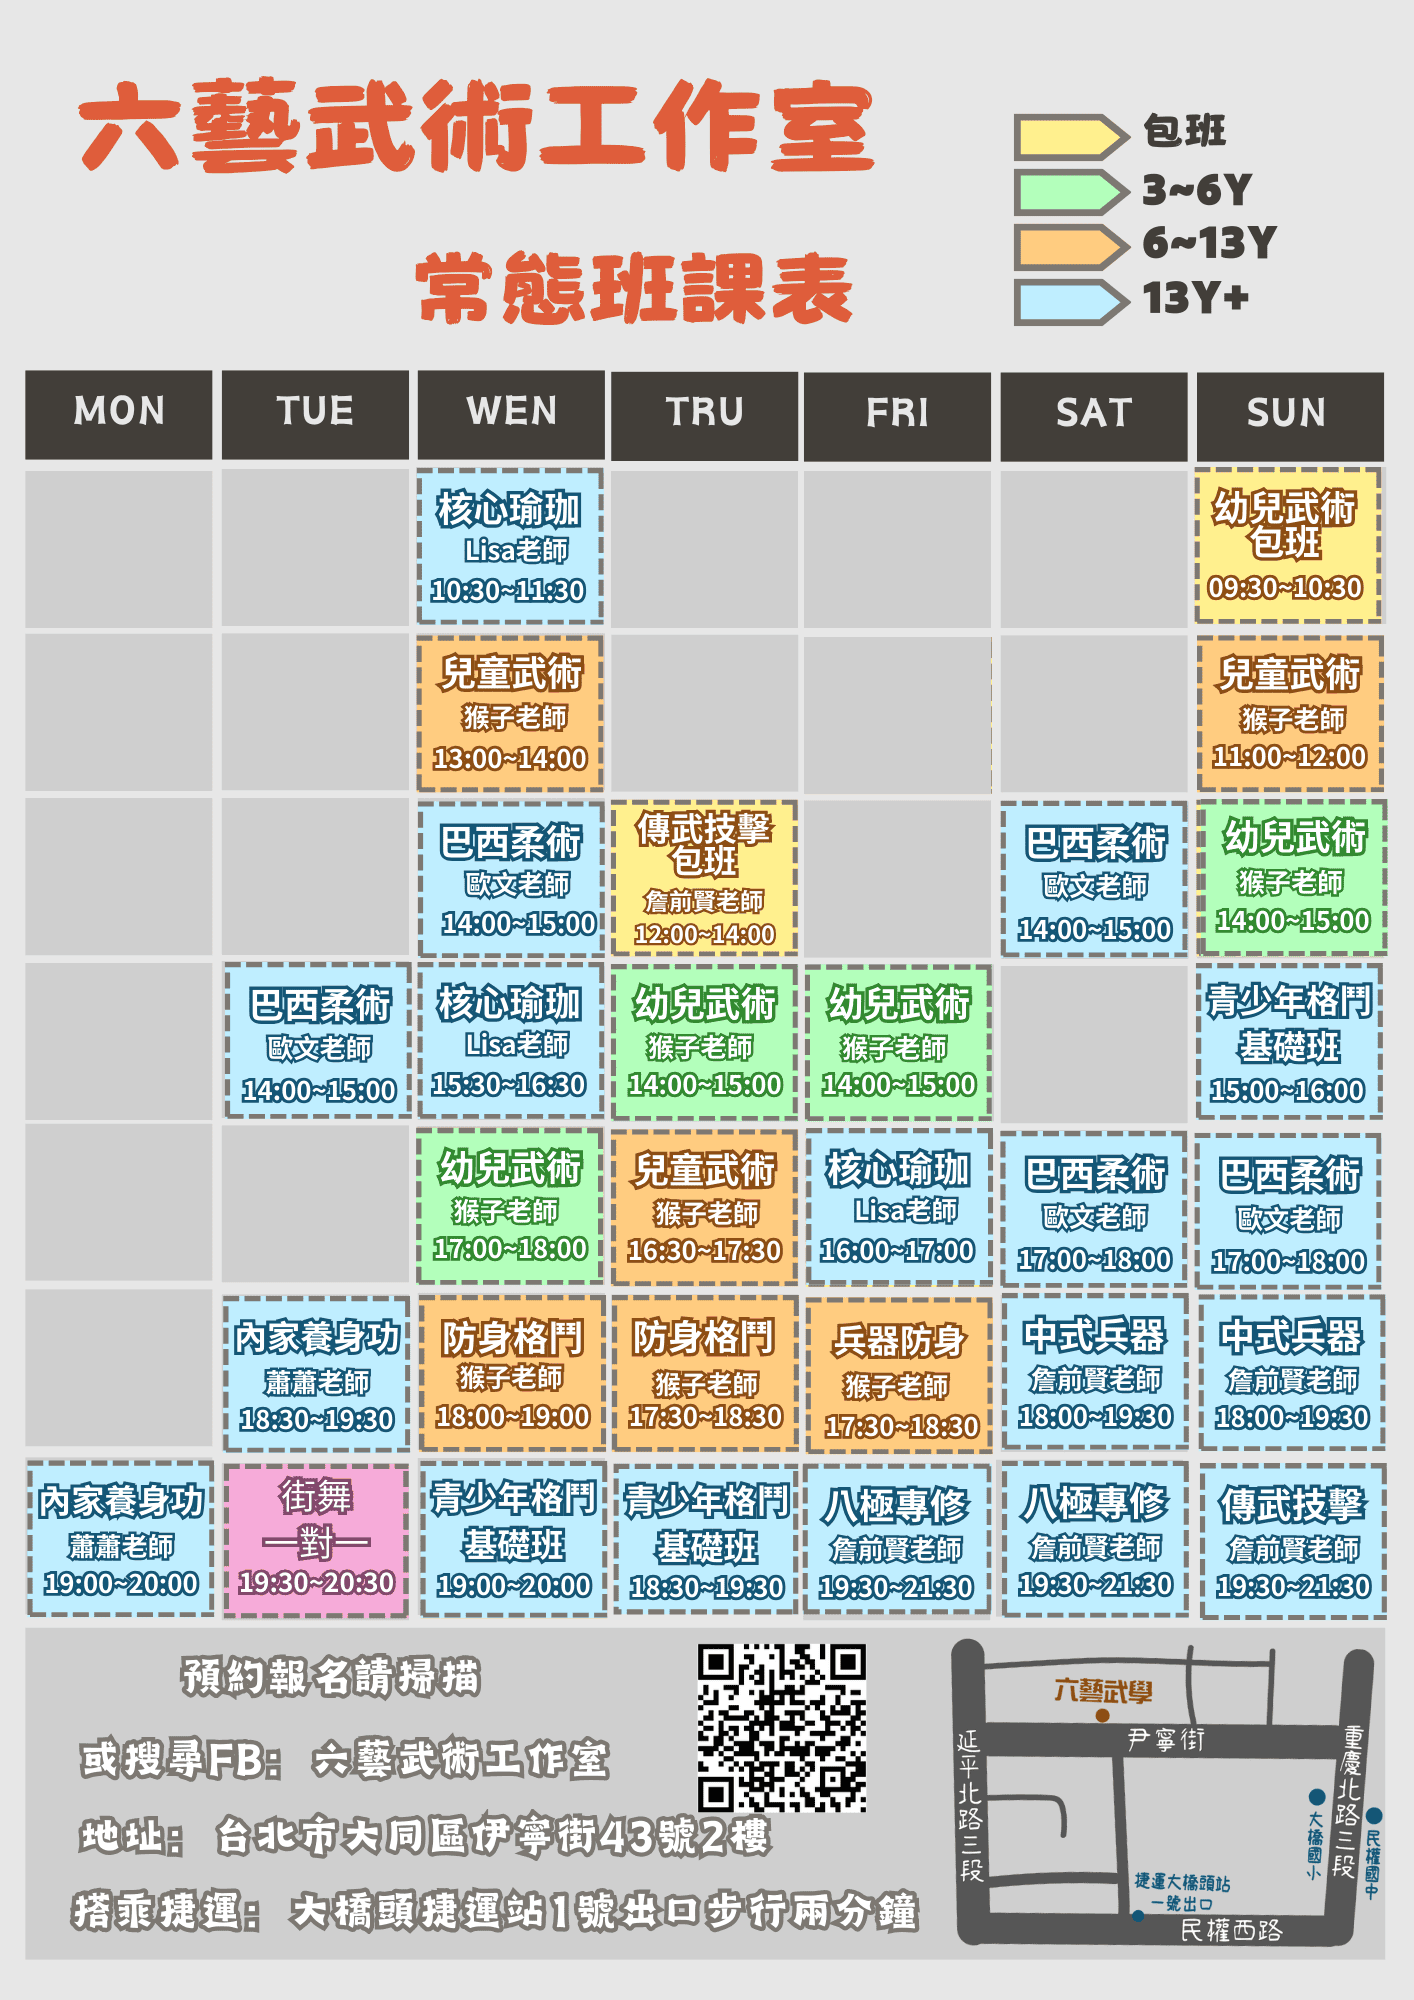 六藝武術工作室
常態班課表
包班
3~6Y
6~13Y
13Y+
MON
TUE
WEN
TRU
FRI
SAT
SUN
核心瑜珈
Lisa老師
10:30~11:30
幼兒武術
包班
09:30~10:30
兒童武術
猴子老師
13:00~14:00
兒童武術
猴子老師
11:00~12:00
巴西柔術
歐文老師
14:00~15:00
傳武技擊
包班
詹前賢老師
12:00~14:00
巴西柔術
歐文老師
14:00~15:00
幼兒武術
猴子老師
14:00~15:00
巴西柔術
歐文老師
14:00~15:00
核心瑜珈
Lisa老師
15:30~16:30
幼兒武術
猴子老師
14:00~15:00
幼兒武術
猴子老師
14:00~15:00
青少年格鬥
基礎班
15:00~16:00
幼兒武術
猴子老師
17:00~18:00
兒童武術
猴子老師
16:30~17:30
核心瑜珈
Lisa老師
16:00~17:00
巴西柔術
歐文老師
17:00~18:00
巴西柔術
歐文老師
17:00~18:00
內家養身功
蕭蕭老師
18:30~19:30
防身格鬥
猴子老師
18:00~19:00
防身格鬥
猴子老師
17:30~18:30
兵器防身
猴子老師
17:30~18:30
中式兵器
詹前賢老師
18:00~19:30
中式兵器
詹前賢老師
18:00~19:30
內家養身功
蕭蕭老師
19:00~20:00
街舞
一對一
19:30~20:30
青少年格鬥
基礎班
19:00~20:00
青少年格鬥
基礎班
18:30~19:30
八極專修
詹前賢老師
19:30~21:30
八極專修
詹前賢老師
19:30~21:30
傳武技擊
詹前賢老師
19:30~21:30
預約報名請掃描
或搜尋FB: 六藝武術工作室
地址: 台北市大同區伊寧街43號2樓
搭乘捷運: 大橋頭捷運站1號出口步行兩分鐘
六藝武學
尹寧街
延平北路三段
重慶北路三段
大橋國小
民權國中
捷運大橋頭站
一號出口
民權西路